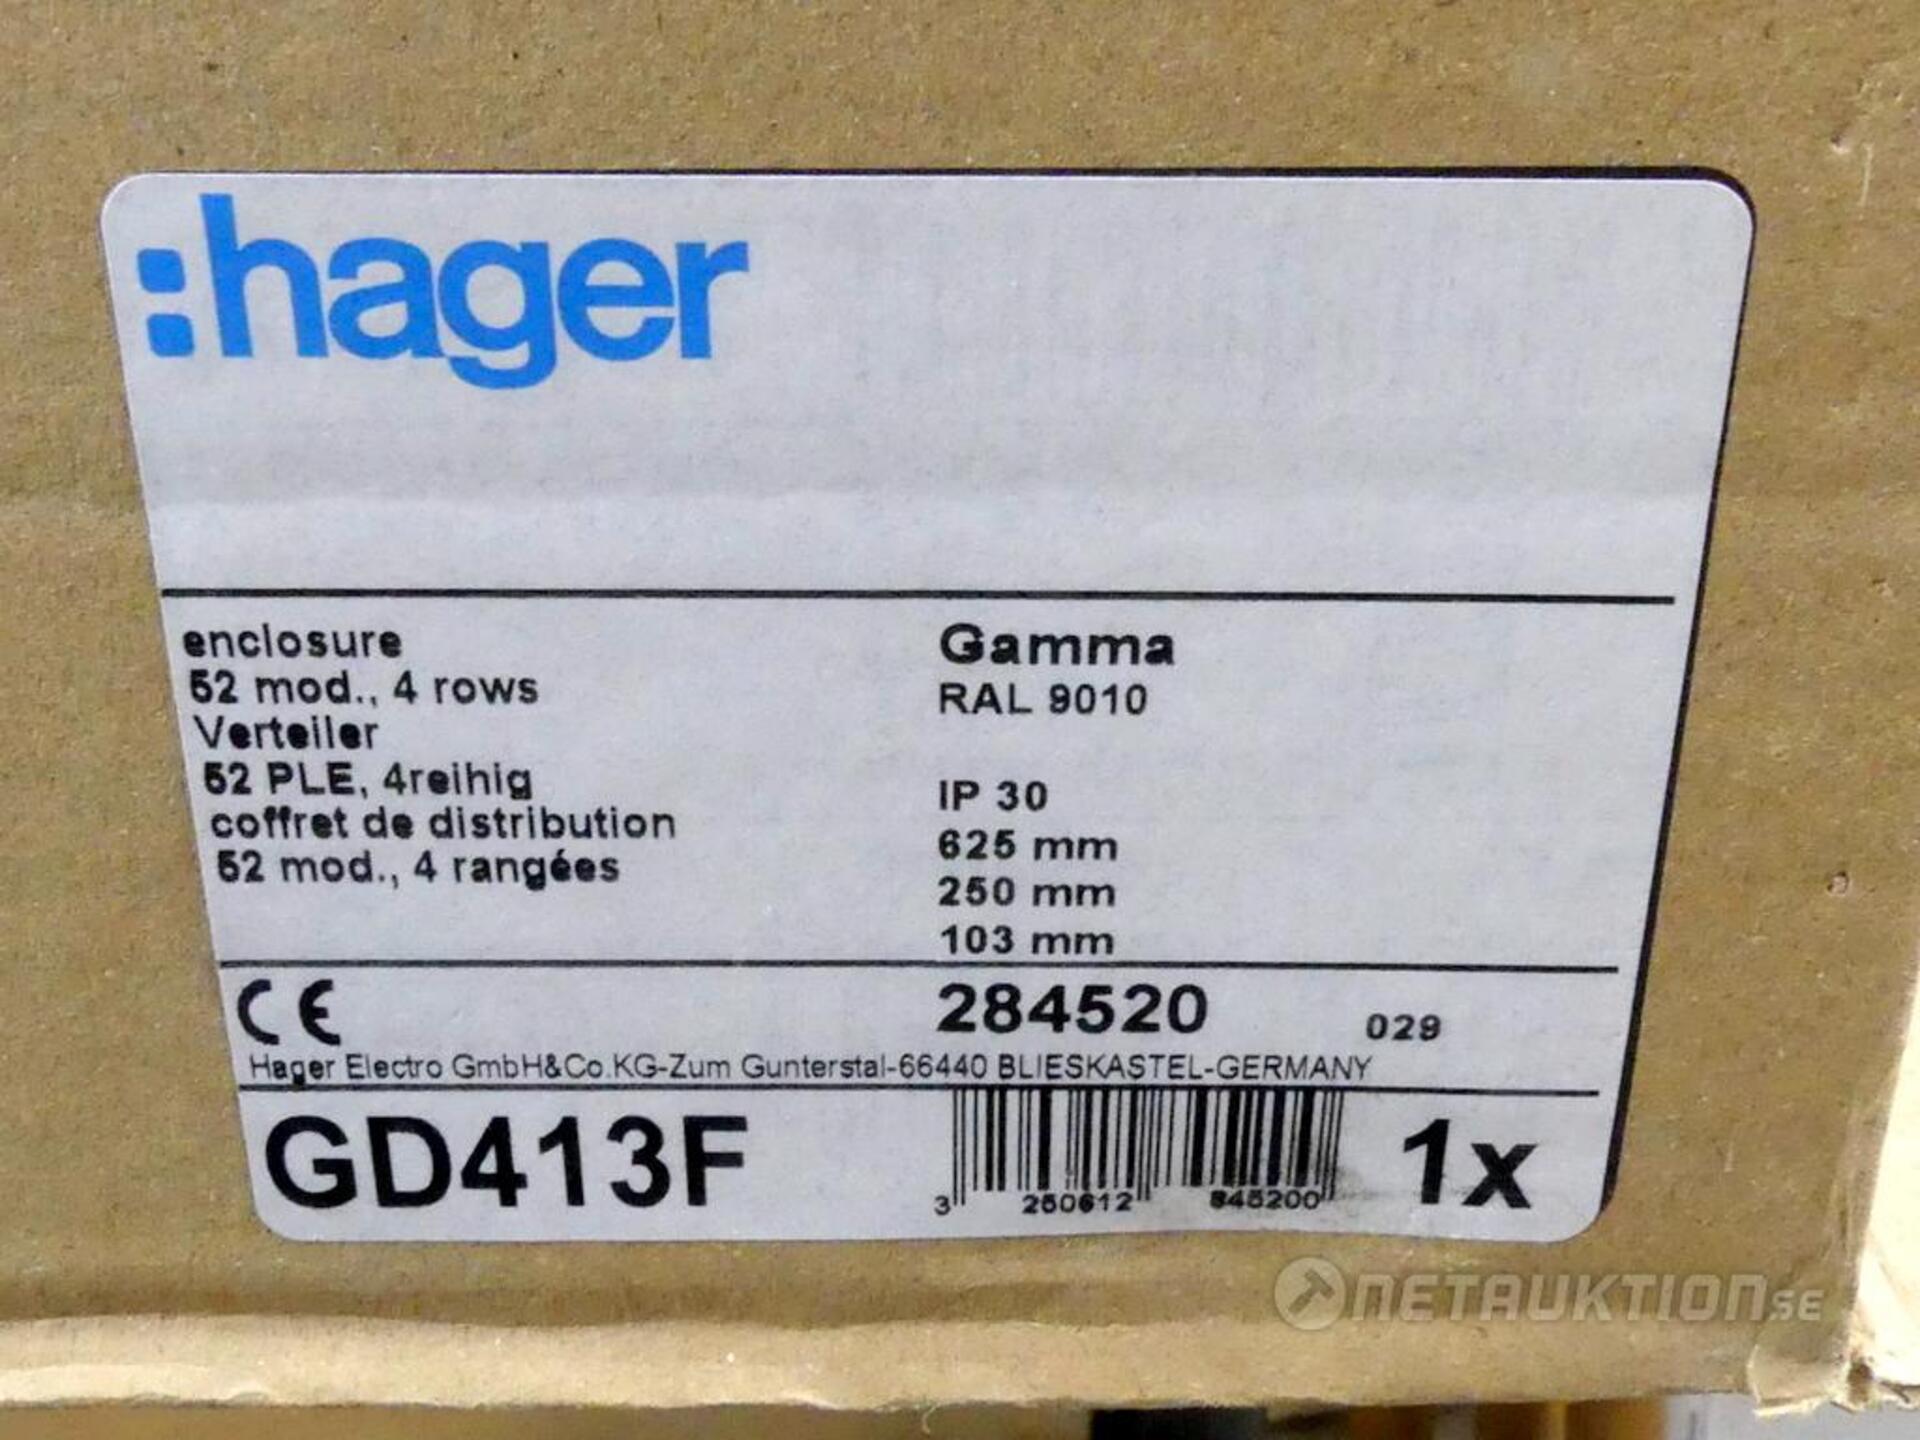 :hager
enclosure
52 mod., 4 rows
Verteiler
52 PLE, 4reihig
coffret de distribution
52 mod., 4 rangées
Gamma
RAL 9010
IP 30
625 mm
250 mm
103 mm
CE
284520 029
Hager Electro GmbH&Co.KG-Zum Gunterstal-66440 BLIESKASTEL-GERMANY
GD413F
3 250612 845200
1x
NETAUKTION.SE